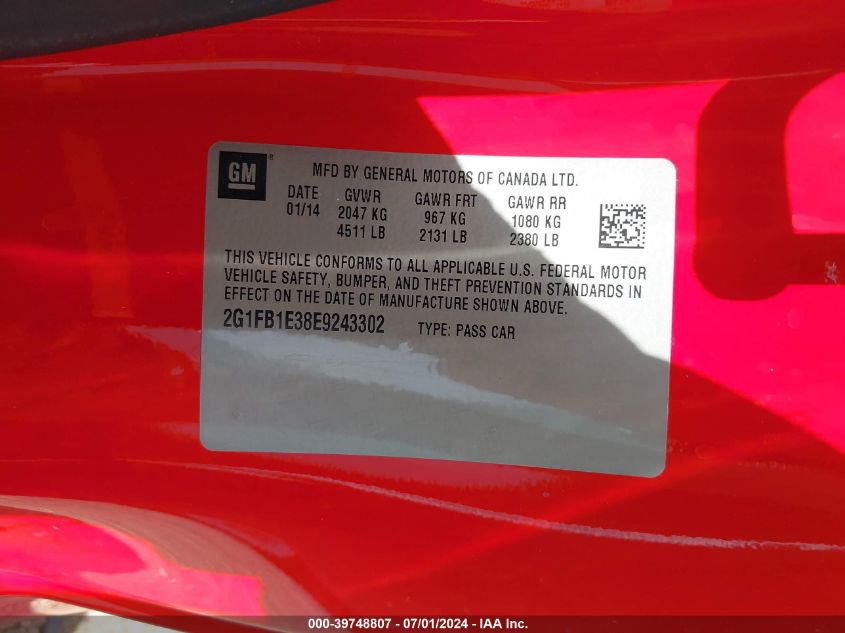 GM
®
MFD BY GENERAL MOTORS OF CANADA LTD.
DATE GVWR GAWR FRT GAWR RR
01/14 2047 KG 967 KG 1080 KG
4511 LB 2131 LB 2380 LB
THIS VEHICLE CONFORMS TO ALL APPLICABLE U.S. FEDERAL MOTOR
VEHICLE SAFETY, BUMPER, AND THEFT PREVENTION STANDARDS IN
EFFECT ON THE DATE OF MANUFACTURE SHOWN ABOVE.
2G1FB1E38E9243302 TYPE: PASS CAR
000-39748807 - 07/01/2024 - IAA Inc.